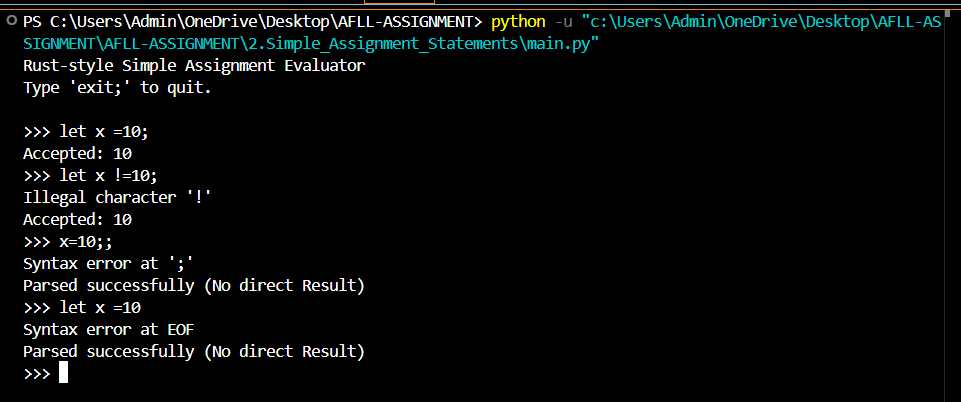 PS C:\Users\Admin\OneDrive\Desktop\AFLL-ASSIGNMENT> python -u "c:\Users\Admin\OneDrive\Desktop\AFLL-AS
SIGNMENT\AFLL-ASSIGNMENT\2.Simple_Assignment_Statements\main.py"
Rust-style Simple Assignment Evaluator
Type 'exit;' to quit.
>>> let x =10;
Accepted: 10
>>> let x !=10;
Illegal character '!'
Accepted: 10
>>> x=10;;
Syntax error at ';'
Parsed successfully (No direct Result)
>>> let x =10
Syntax error at EOF
Parsed successfully (No direct Result)
>>>